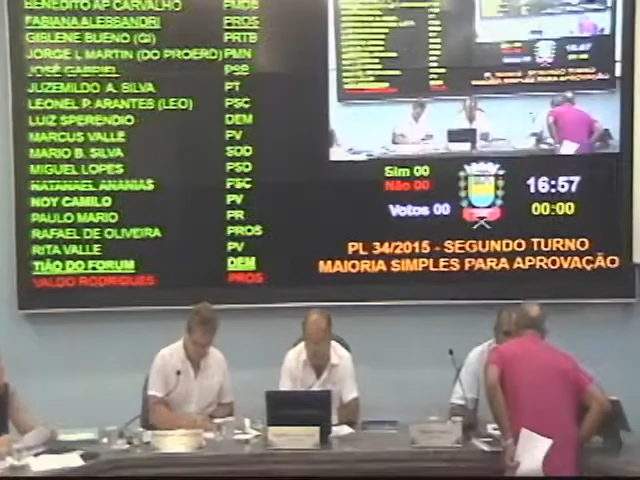 BENEDITO AP CARVALHO PMDB
FABIANA ALESSANDRI PROS
GISLENE BUENO (GI) PRTB
JORGE L MARTIN (DO PROERD) PMN
JOSÉ GABRIEL PSB
JUZEMILDO A. SILVA PT
LEONEL P. ARANTES (LEO) PSC
LUIZ SPERENDIO DEM
MARCUS VALLE PV
MARIO B. SILVA SDD
MIGUEL LOPES PSD
NATANAEL ANANIAS PSC
NOY CAMILO PV
PAULO MARIO PR
RAFAEL DE OLIVEIRA PROS
RITA VALLE PV
TIÃO DO FORUM DEM
VALDO RODRIGUES PROS
Sim 00
Não 00
Votos 00
16:57
00:00
PL 34/2015 - SEGUNDO TURNO
MAIORIA SIMPLES PARA APROVAÇÃO